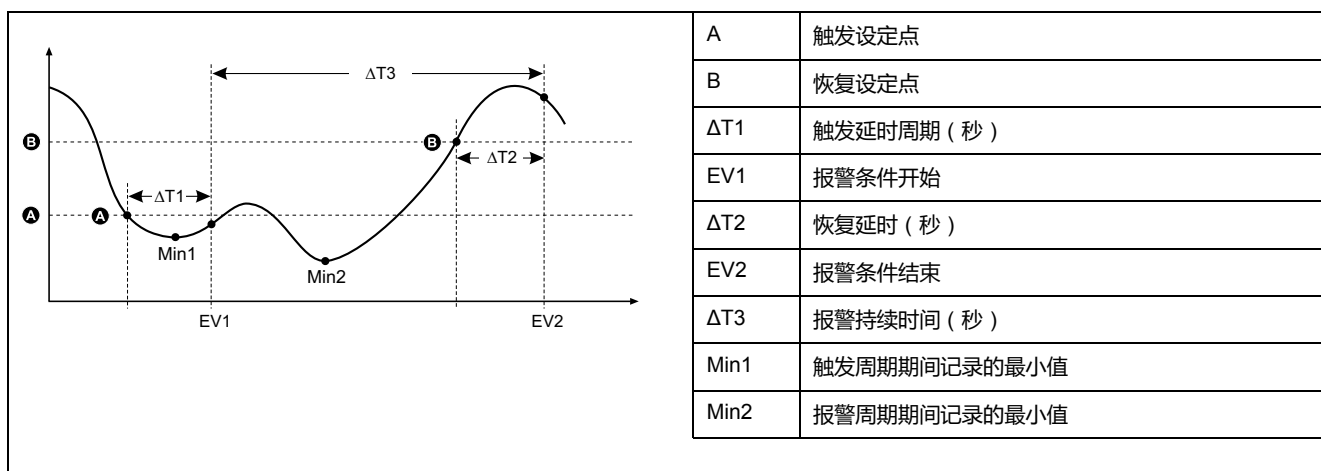 ΔT3
B
B
ΔT2
ΔT1
A
A
Min1
Min2
EV1
EV2
A 触发设定点
B 恢复设定点
ΔT1 触发延时周期（秒）
EV1 报警条件开始
ΔT2 恢复延时（秒）
EV2 报警条件结束
ΔT3 报警持续时间（秒）
Min1 触发周期期间记录的最小值
Min2 报警周期期间记录的最小值